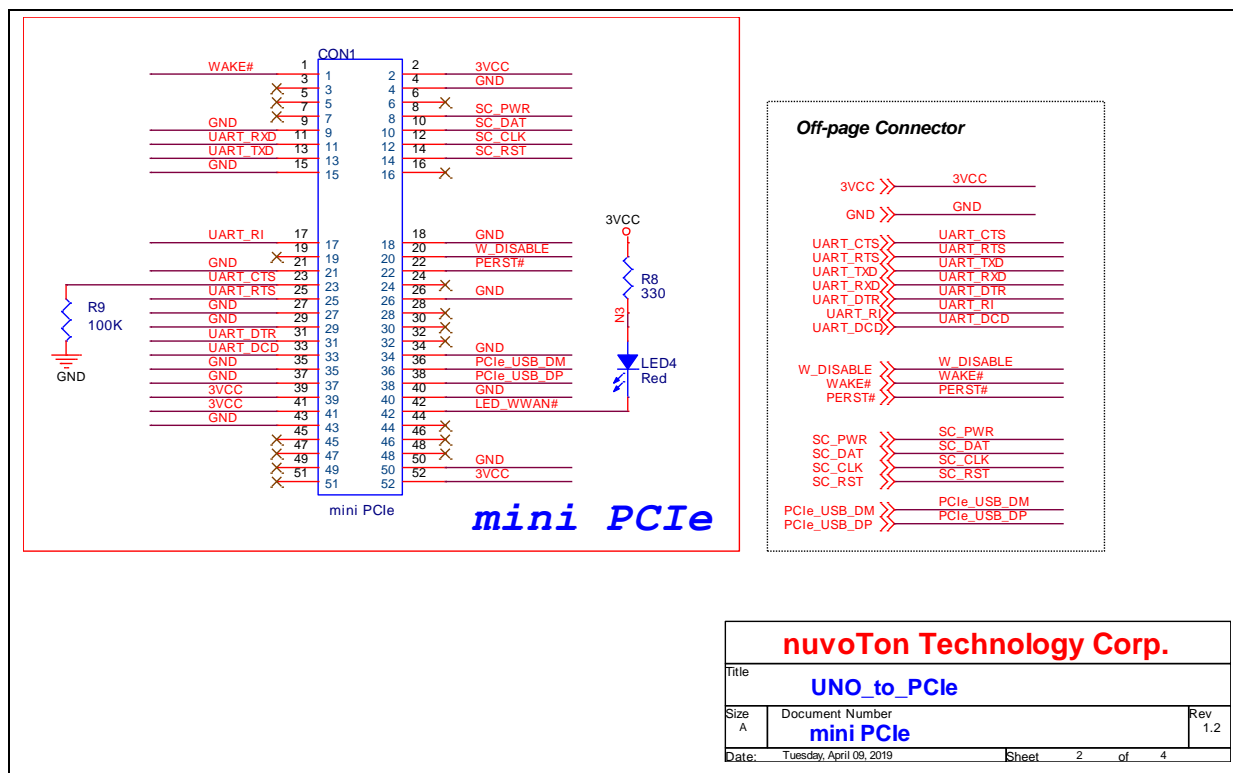 CON1
WAKE# 1 1 2 2 3VCC
3 3 4 4 GND
5 5 6 6
7 7 8 8 SC_PWR
GND 9 9 10 10 SC_DAT
UART_RXD 11 11 12 12 SC_CLK
UART_TXD 13 13 14 14 SC_RST
GND 15 15 16 16
UART_RI 17 17 18 18 GND
19 19 20 20 W_DISABLE
GND 21 21 22 22 PERST#
UART_CTS 23 23 24 24
UART_RTS 25 25 26 26 GND
GND 27 27 28 28
GND 29 29 30 30
UART_DTR 31 31 32 32
UART_DCD 33 33 34 34 GND
GND 35 35 36 36 PCIe_USB_DM
GND 37 37 38 38 PCIe_USB_DP
3VCC 39 39 40 40 GND
3VCC 41 41 42 42 LED_WWAN#
GND 43 43 44 44
45 45 46 46
47 47 48 48
49 49 50 50 GND
51 51 52 52 3VCC
mini PCIe
R9
100K
GND
3VCC
R8
330
N3
LED4
Red
mini PCIe
Off-page Connector
3VCC 3VCC
GND GND
UART_CTS UART_CTS
UART_RTS UART_RTS
UART_TXD UART_TXD
UART_RXD UART_RXD
UART_DTR UART_DTR
UART_RI UART_RI
UART_DCD UART_DCD
W_DISABLE W_DISABLE
WAKE# WAKE#
PERST# PERST#
SC_PWR SC_PWR
SC_DAT SC_DAT
SC_CLK SC_CLK
SC_RST SC_RST
PCIe_USB_DM PCIe_USB_DM
PCIe_USB_DP PCIe_USB_DP
nuvoTon Technology Corp.
Title
UNO_to_PCIe
Size Document Number Rev
A mini PCIe 1.2
Date: Tuesday, April 09, 2019 Sheet 2 of 4